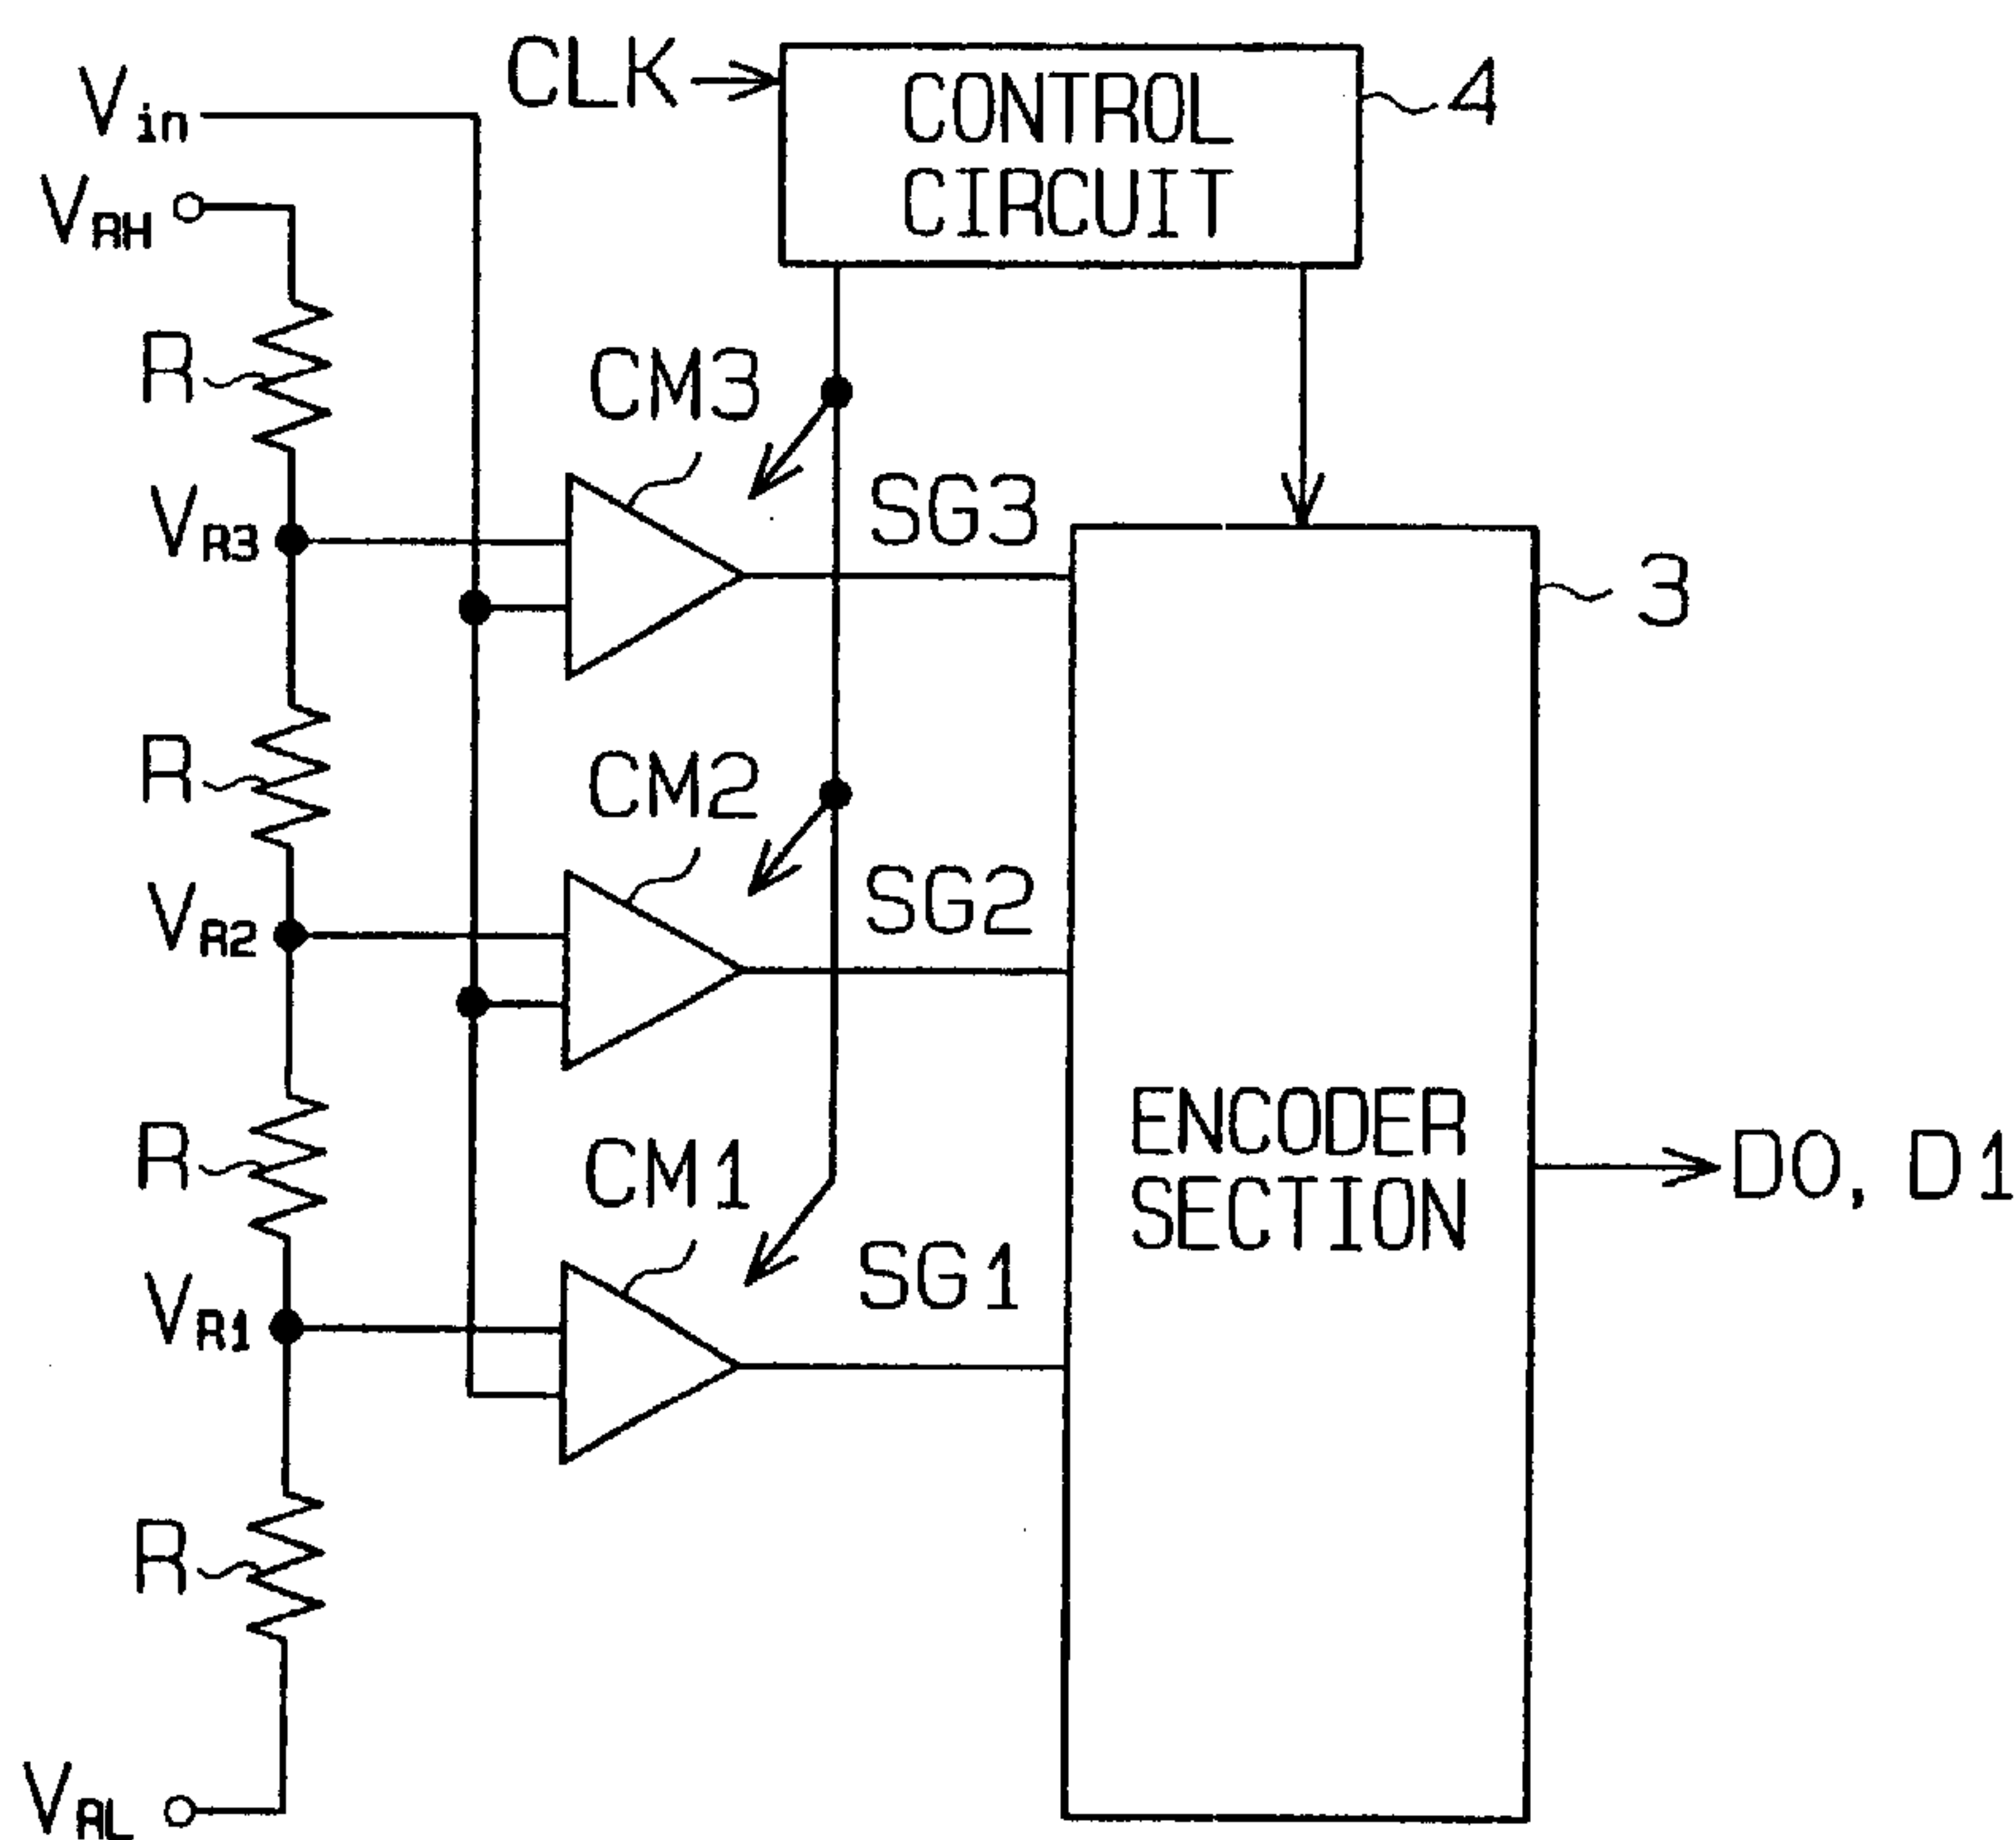 CLK
CONTROL
CIRCUIT
4
Vin
VRH
R
CM3
VR3
SG3
3
R
CM2
VR2
SG2
R
CM1
ENCODER
SECTION
D0, D1
VR1
SG1
R
VRL